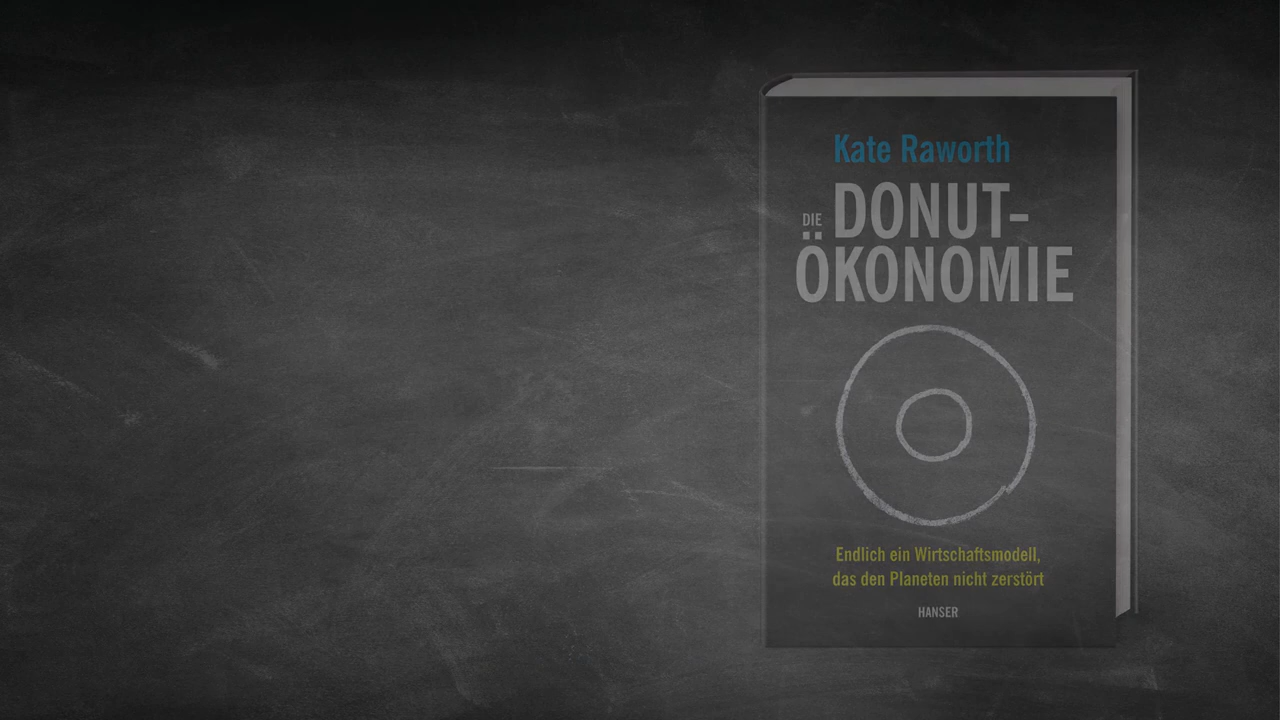 Kate Raworth
DIE DONUT-
ÖKONOMIE
Endlich ein Wirtschaftsmodell,
das den Planeten nicht zerstört
HANSER